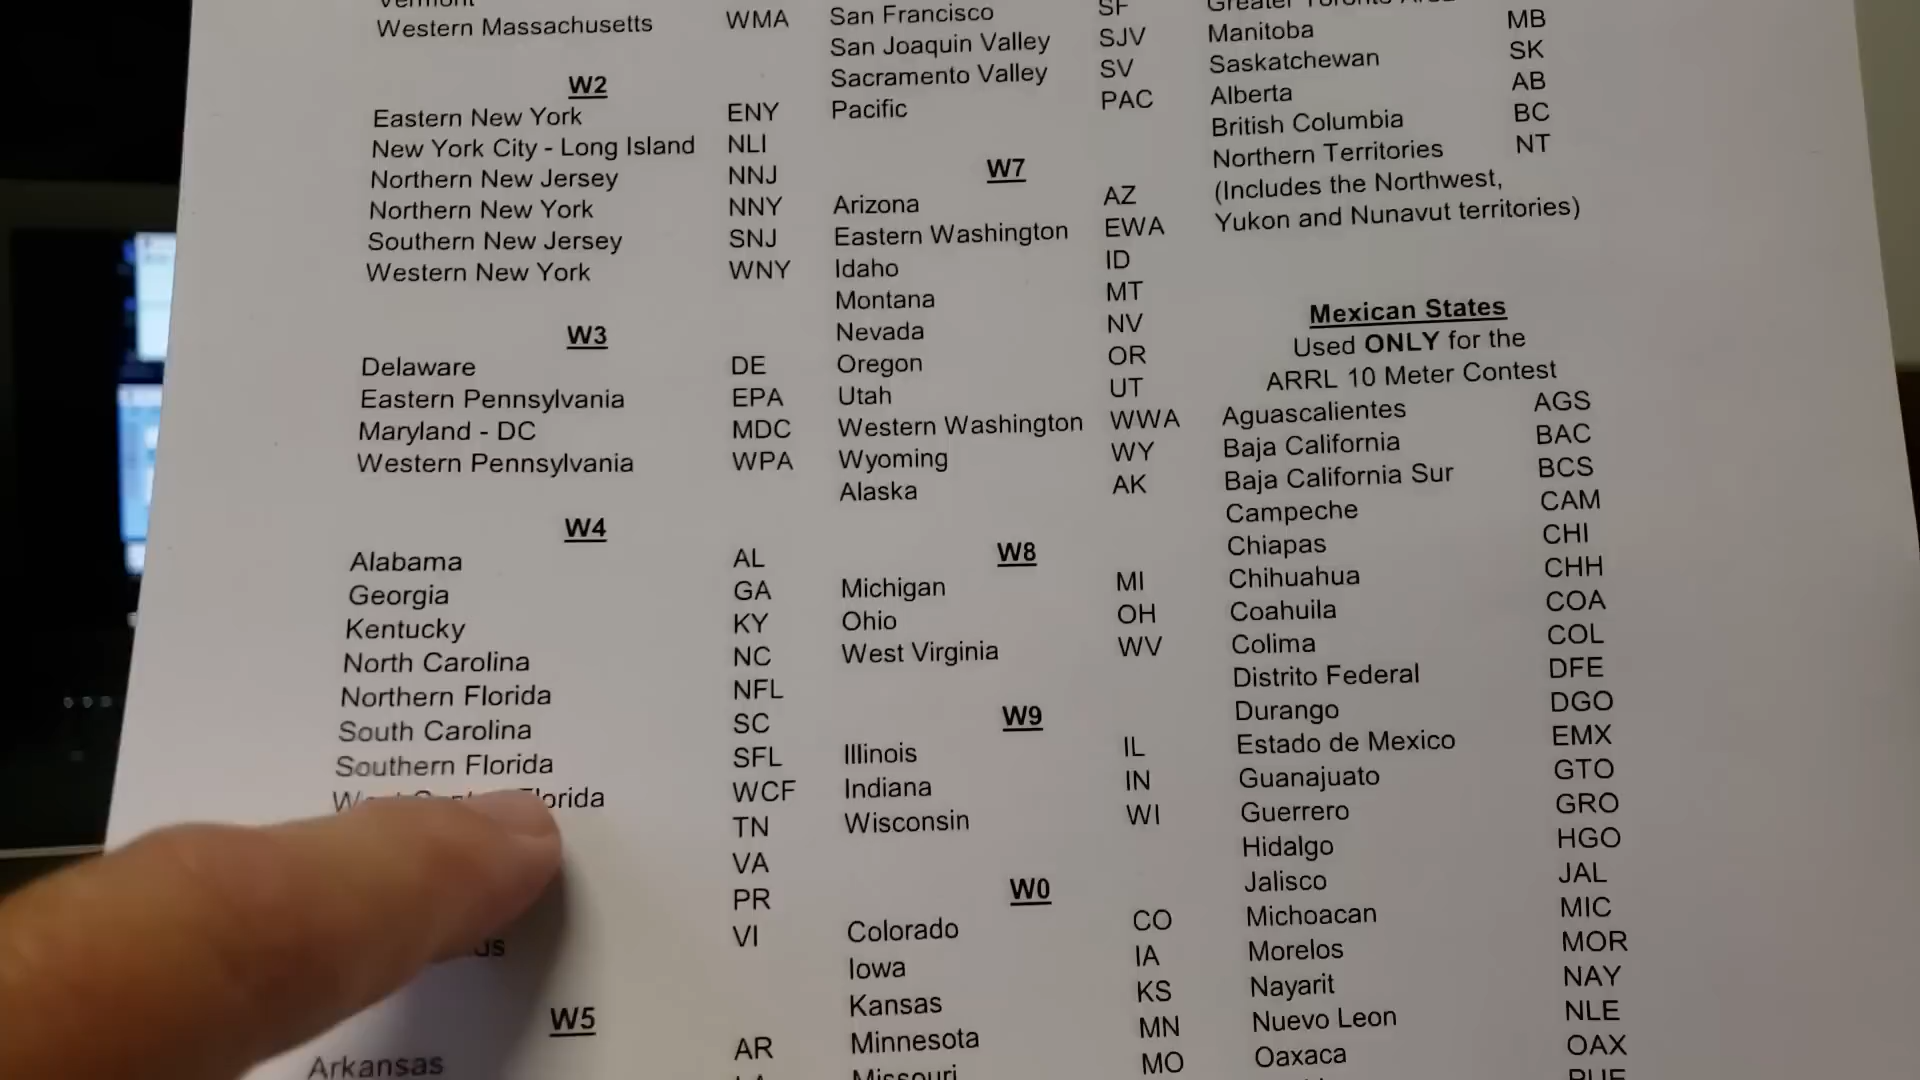 Vermont
Western Massachusetts WMA
W2
Eastern New York ENY
New York City - Long Island NLI
Northern New Jersey NNJ
Northern New York NNY
Southern New Jersey SNJ
Western New York WNY
W3
Delaware DE
Eastern Pennsylvania EPA
Maryland - DC MDC
Western Pennsylvania WPA
W4
Alabama AL
Georgia GA
Kentucky KY
North Carolina NC
Northern Florida NFL
South Carolina SC
Southern Florida SFL
Florida WCF
TN
VA
PR
VI
W5
Arkansas AR
San Francisco SF
San Joaquin Valley SJV
Sacramento Valley SV
Pacific PAC
W7
Arizona AZ
Eastern Washington EWA
Idaho ID
Montana MT
Nevada NV
Oregon OR
Utah UT
Western Washington WWA
Wyoming WY
Alaska AK
W8
Michigan MI
Ohio OH
West Virginia WV
W9
Illinois IL
Indiana IN
Wisconsin WI
W0
Colorado CO
Iowa IA
Kansas KS
Minnesota MN
Missouri MO
Greater Toronto Area
Manitoba MB
Saskatchewan SK
Alberta AB
British Columbia BC
Northern Territories NT
(Includes the Northwest,
Yukon and Nunavut territories)
Mexican States
Used ONLY for the
ARRL 10 Meter Contest
Aguascalientes AGS
Baja California BAC
Baja California Sur BCS
Campeche CAM
Chiapas CHI
Chihuahua CHH
Coahuila COA
Colima COL
Distrito Federal DFE
Durango DGO
Estado de Mexico EMX
Guanajuato GTO
Guerrero GRO
Hidalgo HGO
Jalisco JAL
Michoacan MIC
Morelos MOR
Nayarit NAY
Nuevo Leon NLE
Oaxaca OAX